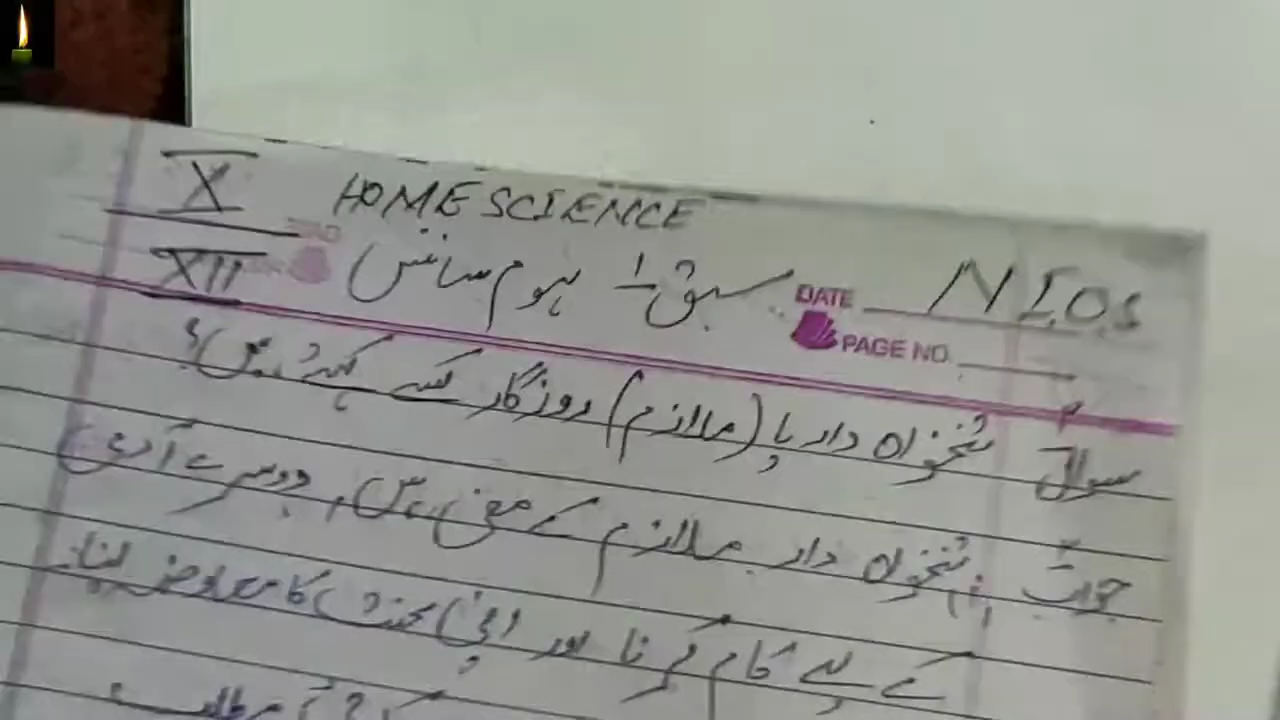 X HOME SCIENCE
XII سبق 1 ہوم سائنس NIOS
DATE
PAGE NO.
سوال تنخواہ دار یا (ملازم) روزگار کسے کہتے ہیں؟
جواب تنخواہ دار ملازم کے معنی ہیں، دوسرے آدمی
کے لیے کام کرنا اور اپنی محنت کا معاوضہ لینا۔